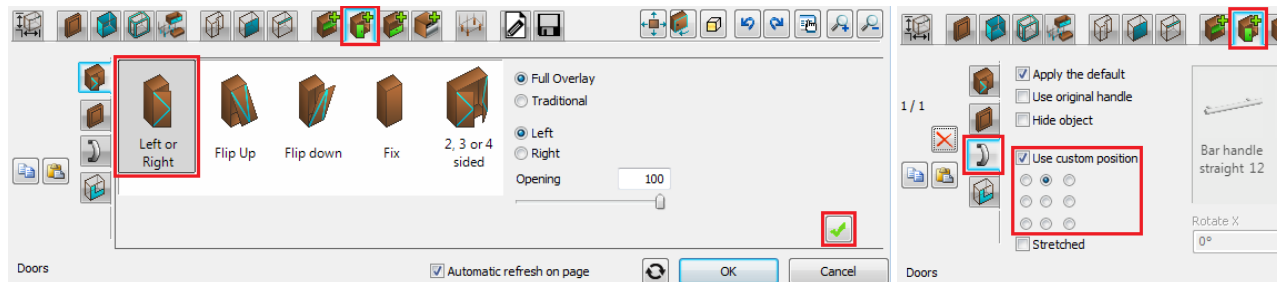 Left or
Right
Flip Up
Flip down
Fix
2, 3 or 4
sided
Full Overlay
Traditional
Left
Right
Opening
100
Doors
Automatic refresh on page
OK
Cancel
1 / 1
Apply the default
Use original handle
Hide object
Use custom position
Stretched
Bar handle
straight 12
Rotate X
0°
Doors